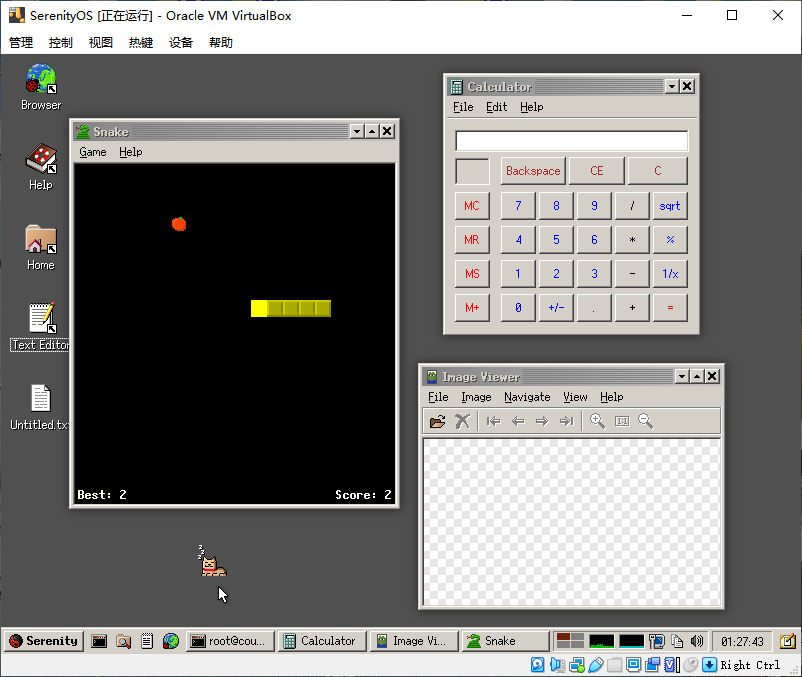 SerenityOS [正在运行] - Oracle VM VirtualBox
管理 控制 视图 热键 设备 帮助
Browser
Help
Home
Text Editor
Untitled.tx
Snake
Game Help
Best: 2 Score: 2
Calculator
File Edit Help
Backspace CE C
MC 7 8 9 / sqrt
MR 4 5 6 * %
MS 1 2 3 - 1/x
M+ 0 +/- . + =
Image Viewer
File Image Navigate View Help
1:1
z
z
z
Serenity root@cou... Calculator Image Vi... Snake 01:27:43
Right Ctrl